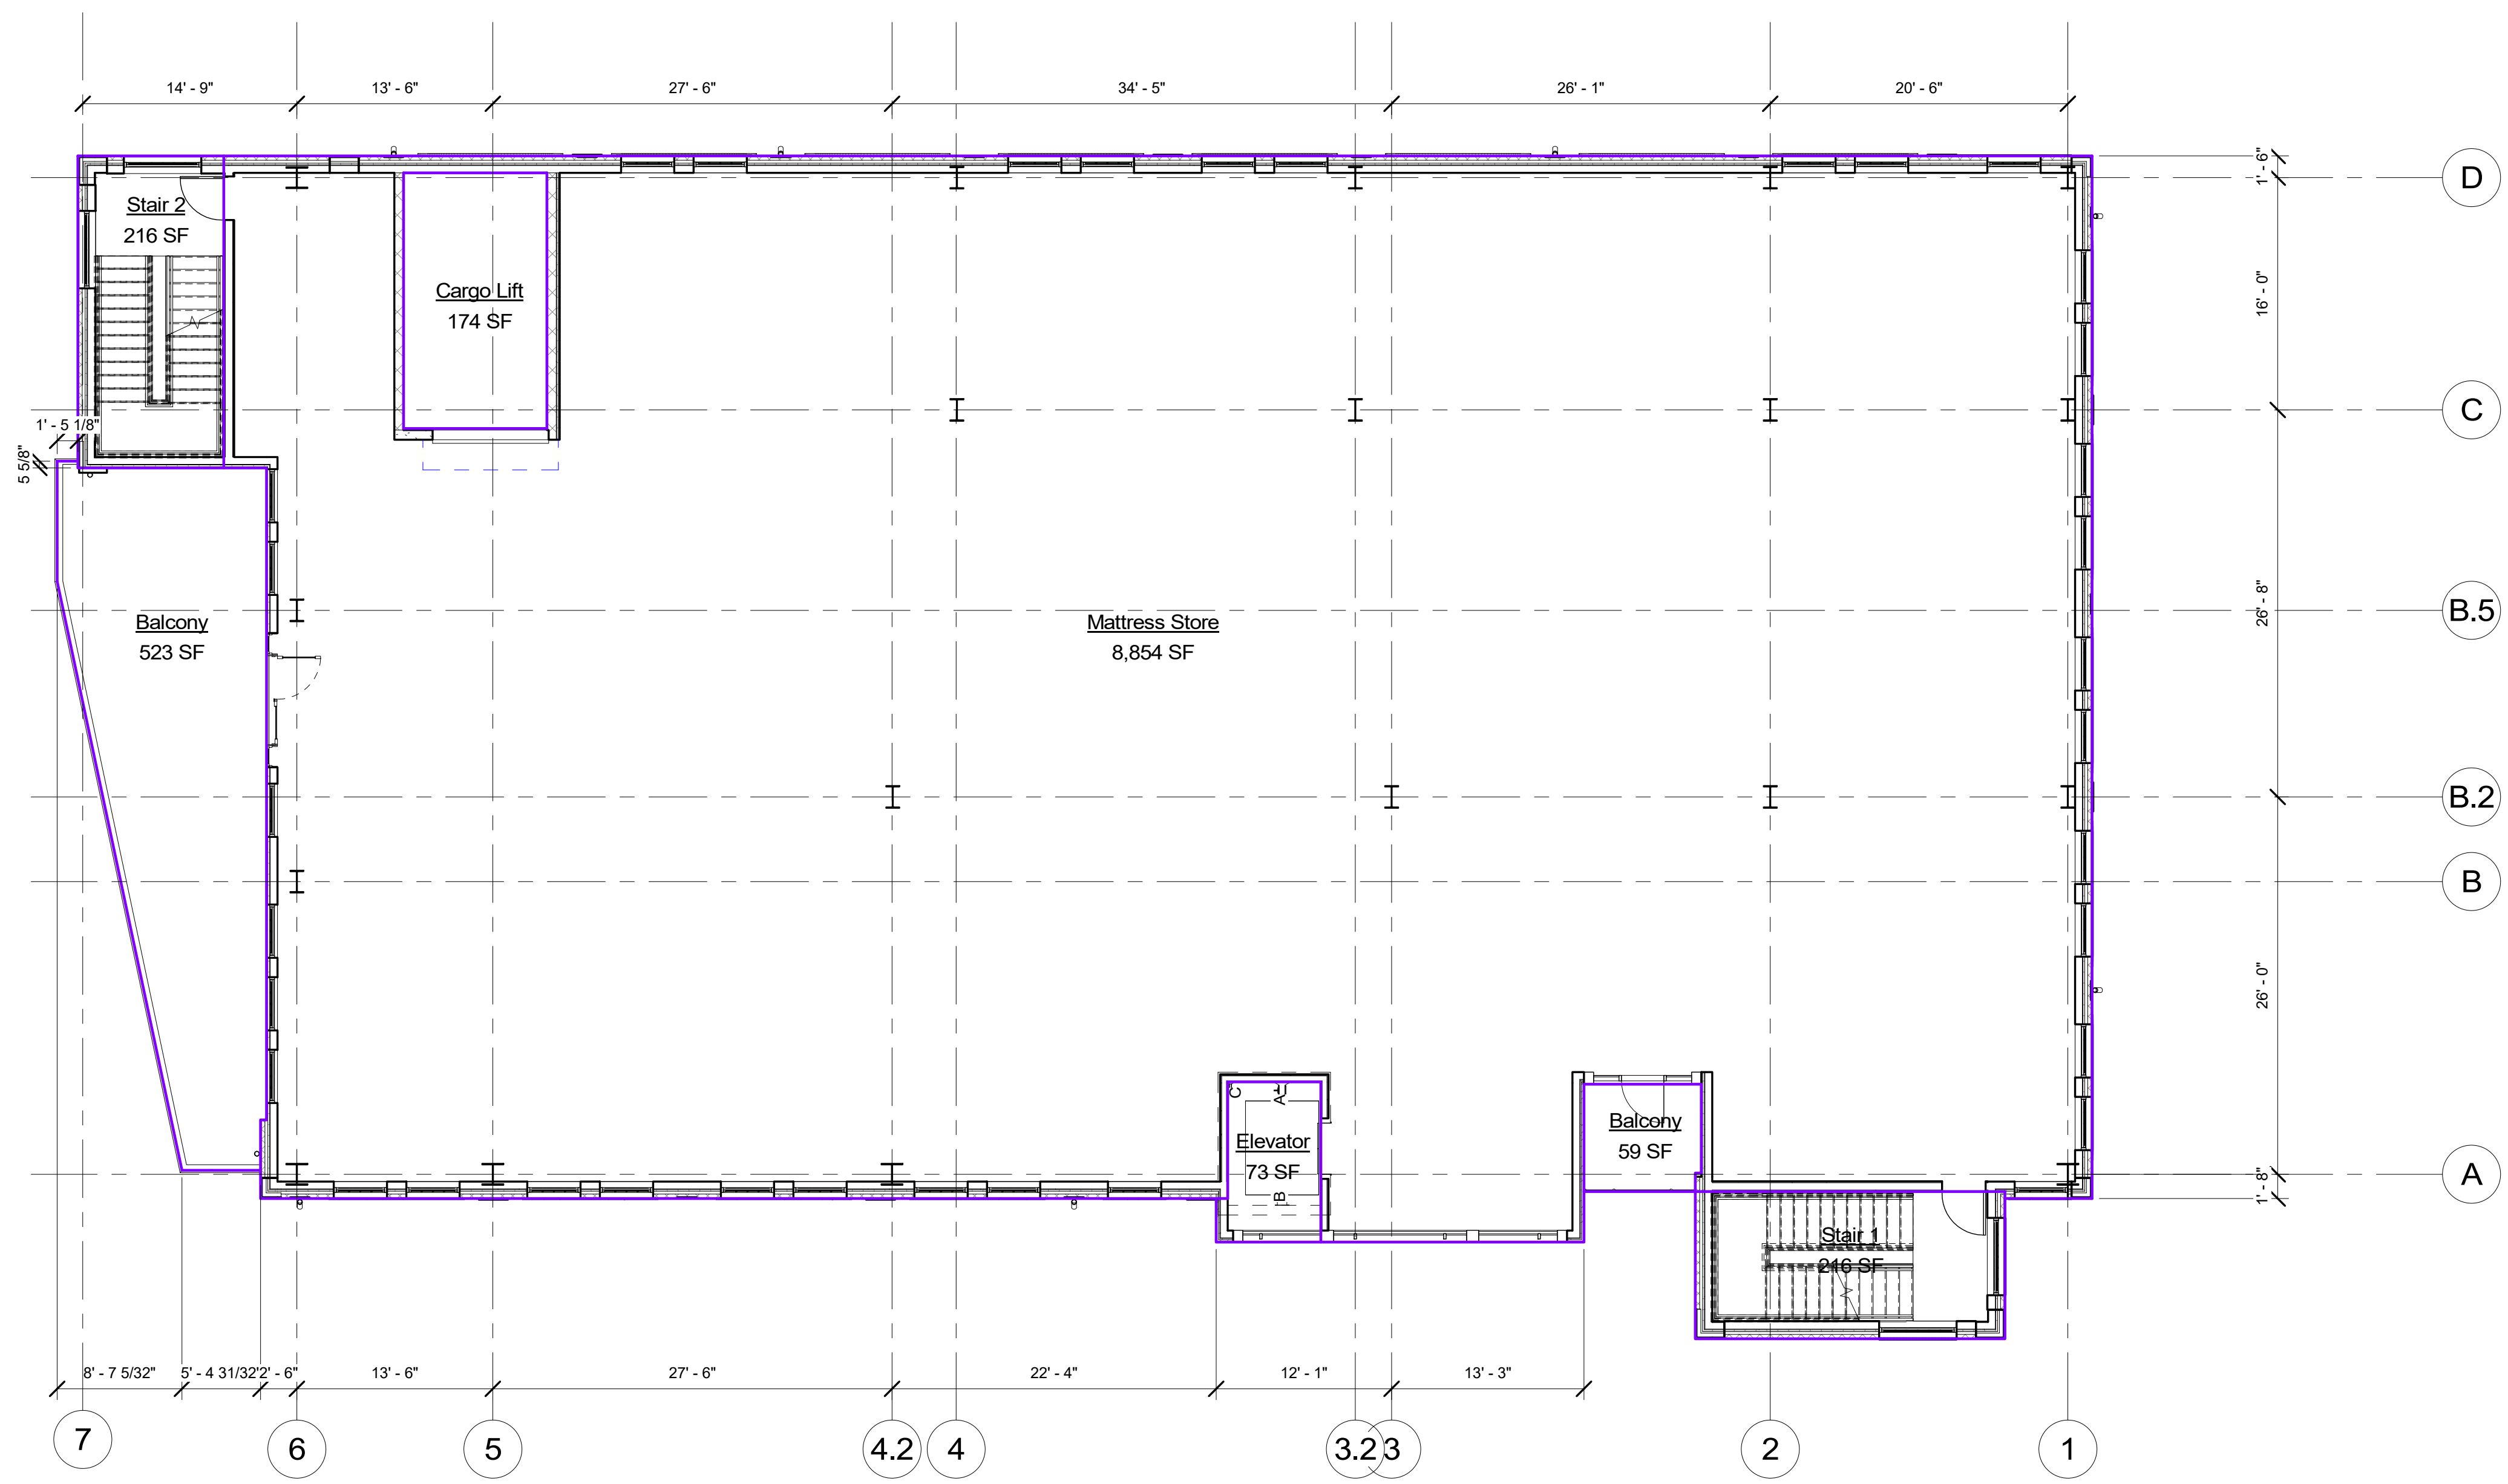 14' - 9"
13' - 6"
27' - 6"
34' - 5"
26' - 1"
20' - 6"
1' - 6"
D
Stair 2
216 SF
16' - 0"
Cargo Lift
174 SF
C
1' - 5 1/8"
5 5/8"
26' - 8"
B.5
Balcony
523 SF
Mattress Store
8,854 SF
B.2
B
26' - 0"
C
A
Elevator
73 SF
B
Balcony
59 SF
A
1' - 8"
Stair 1
216 SF
8' - 7 5/32"
5' - 4 31/32"
2' - 6"
13' - 6"
27' - 6"
22' - 4"
12' - 1"
13' - 3"
7
6
5
4.2
4
3.2
3
2
1